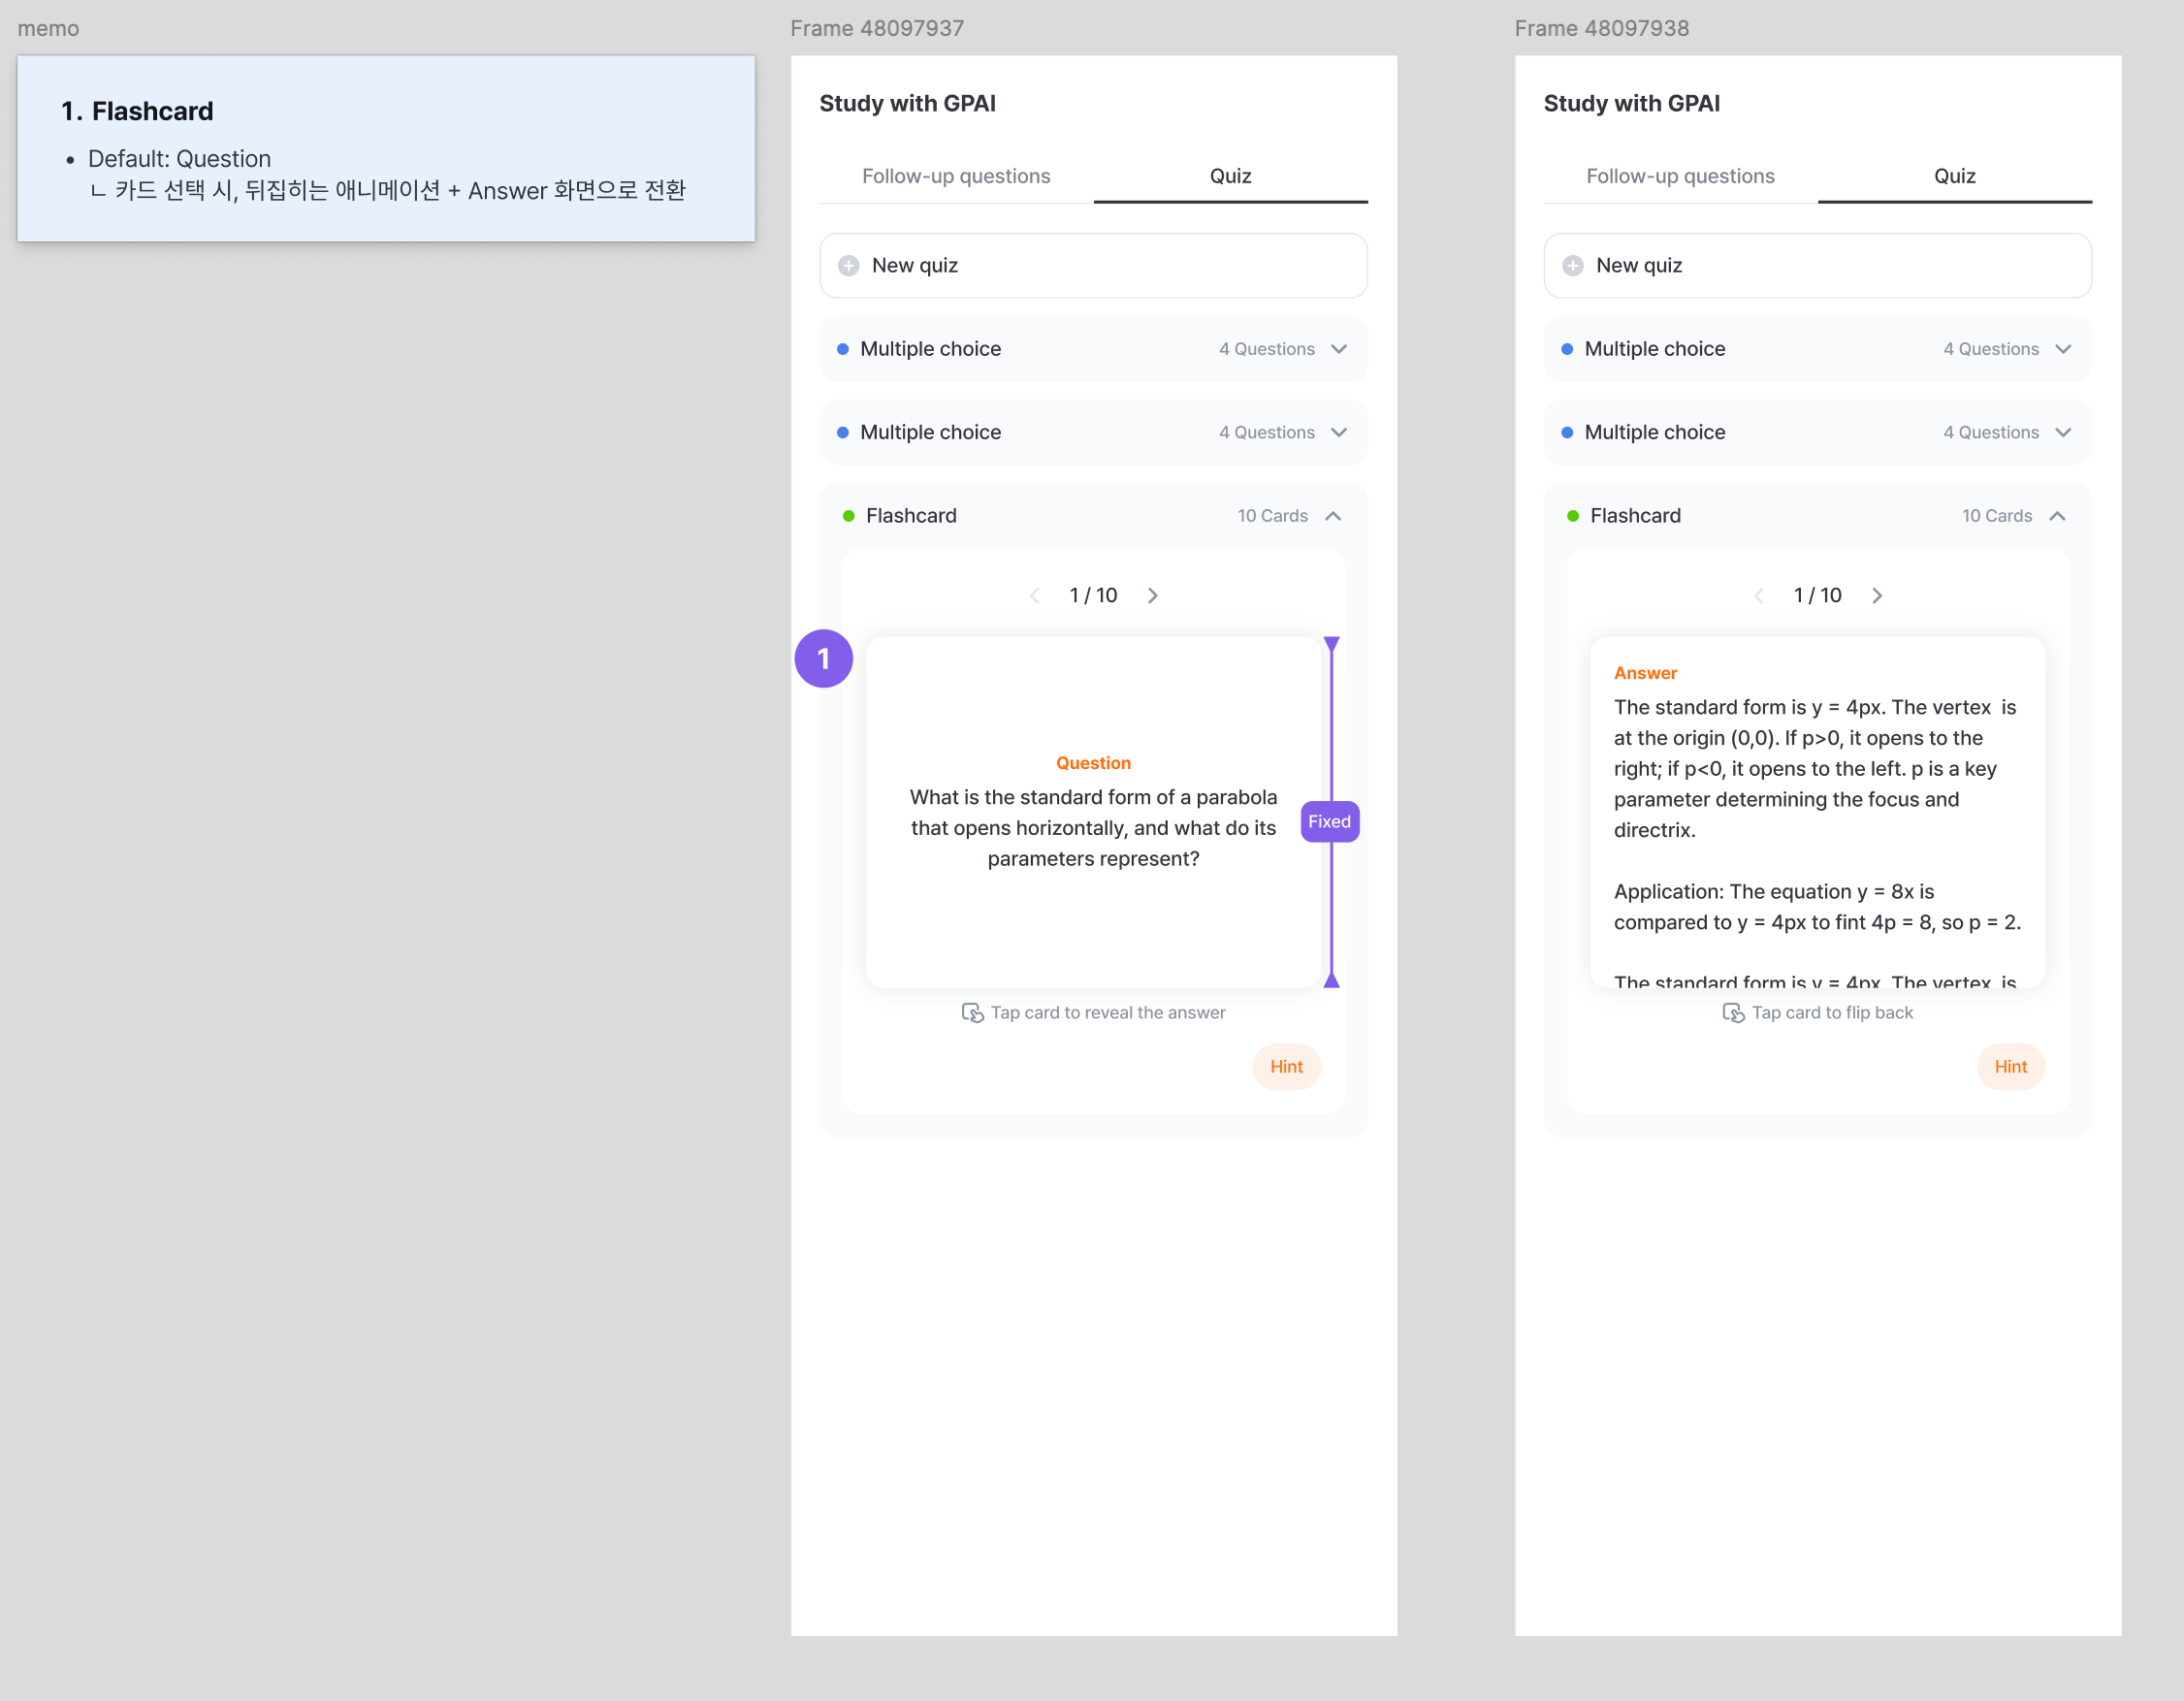 memo
1. Flashcard
• Default: Question
ㄴ 카드 선택 시, 뒤집히는 애니메이션 + Answer 화면으로 전환
Frame 48097937
Study with GPAI
Follow-up questions
Quiz
New quiz
Multiple choice
4 Questions
Multiple choice
4 Questions
Flashcard
10 Cards
1 / 10
1
Question
What is the standard form of a parabola
that opens horizontally, and what do its
parameters represent?
Fixed
Tap card to reveal the answer
Hint
Frame 48097938
Study with GPAI
Follow-up questions
Quiz
New quiz
Multiple choice
4 Questions
Multiple choice
4 Questions
Flashcard
10 Cards
1 / 10
Answer
The standard form is y = 4px. The vertex  is
at the origin (0,0). If p>0, it opens to the
right; if p<0, it opens to the left. p is a key
parameter determining the focus and
directrix.
Application: The equation y = 8x is
compared to y = 4px to fint 4p = 8, so p = 2.
The standard form is y = 4px. The vertex  is
Tap card to flip back
Hint